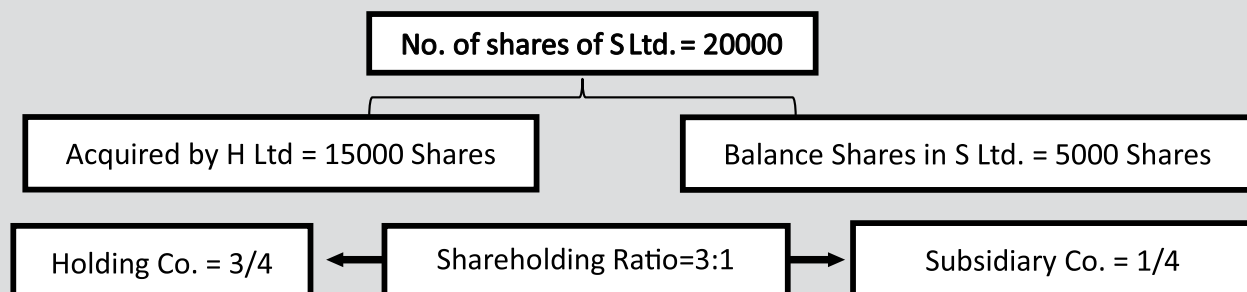 No. of shares of S Ltd. = 20000
Acquired by H Ltd = 15000 Shares
Balance Shares in S Ltd. = 5000 Shares
Holding Co. = 3/4
Shareholding Ratio=3:1
Subsidiary Co. = 1/4